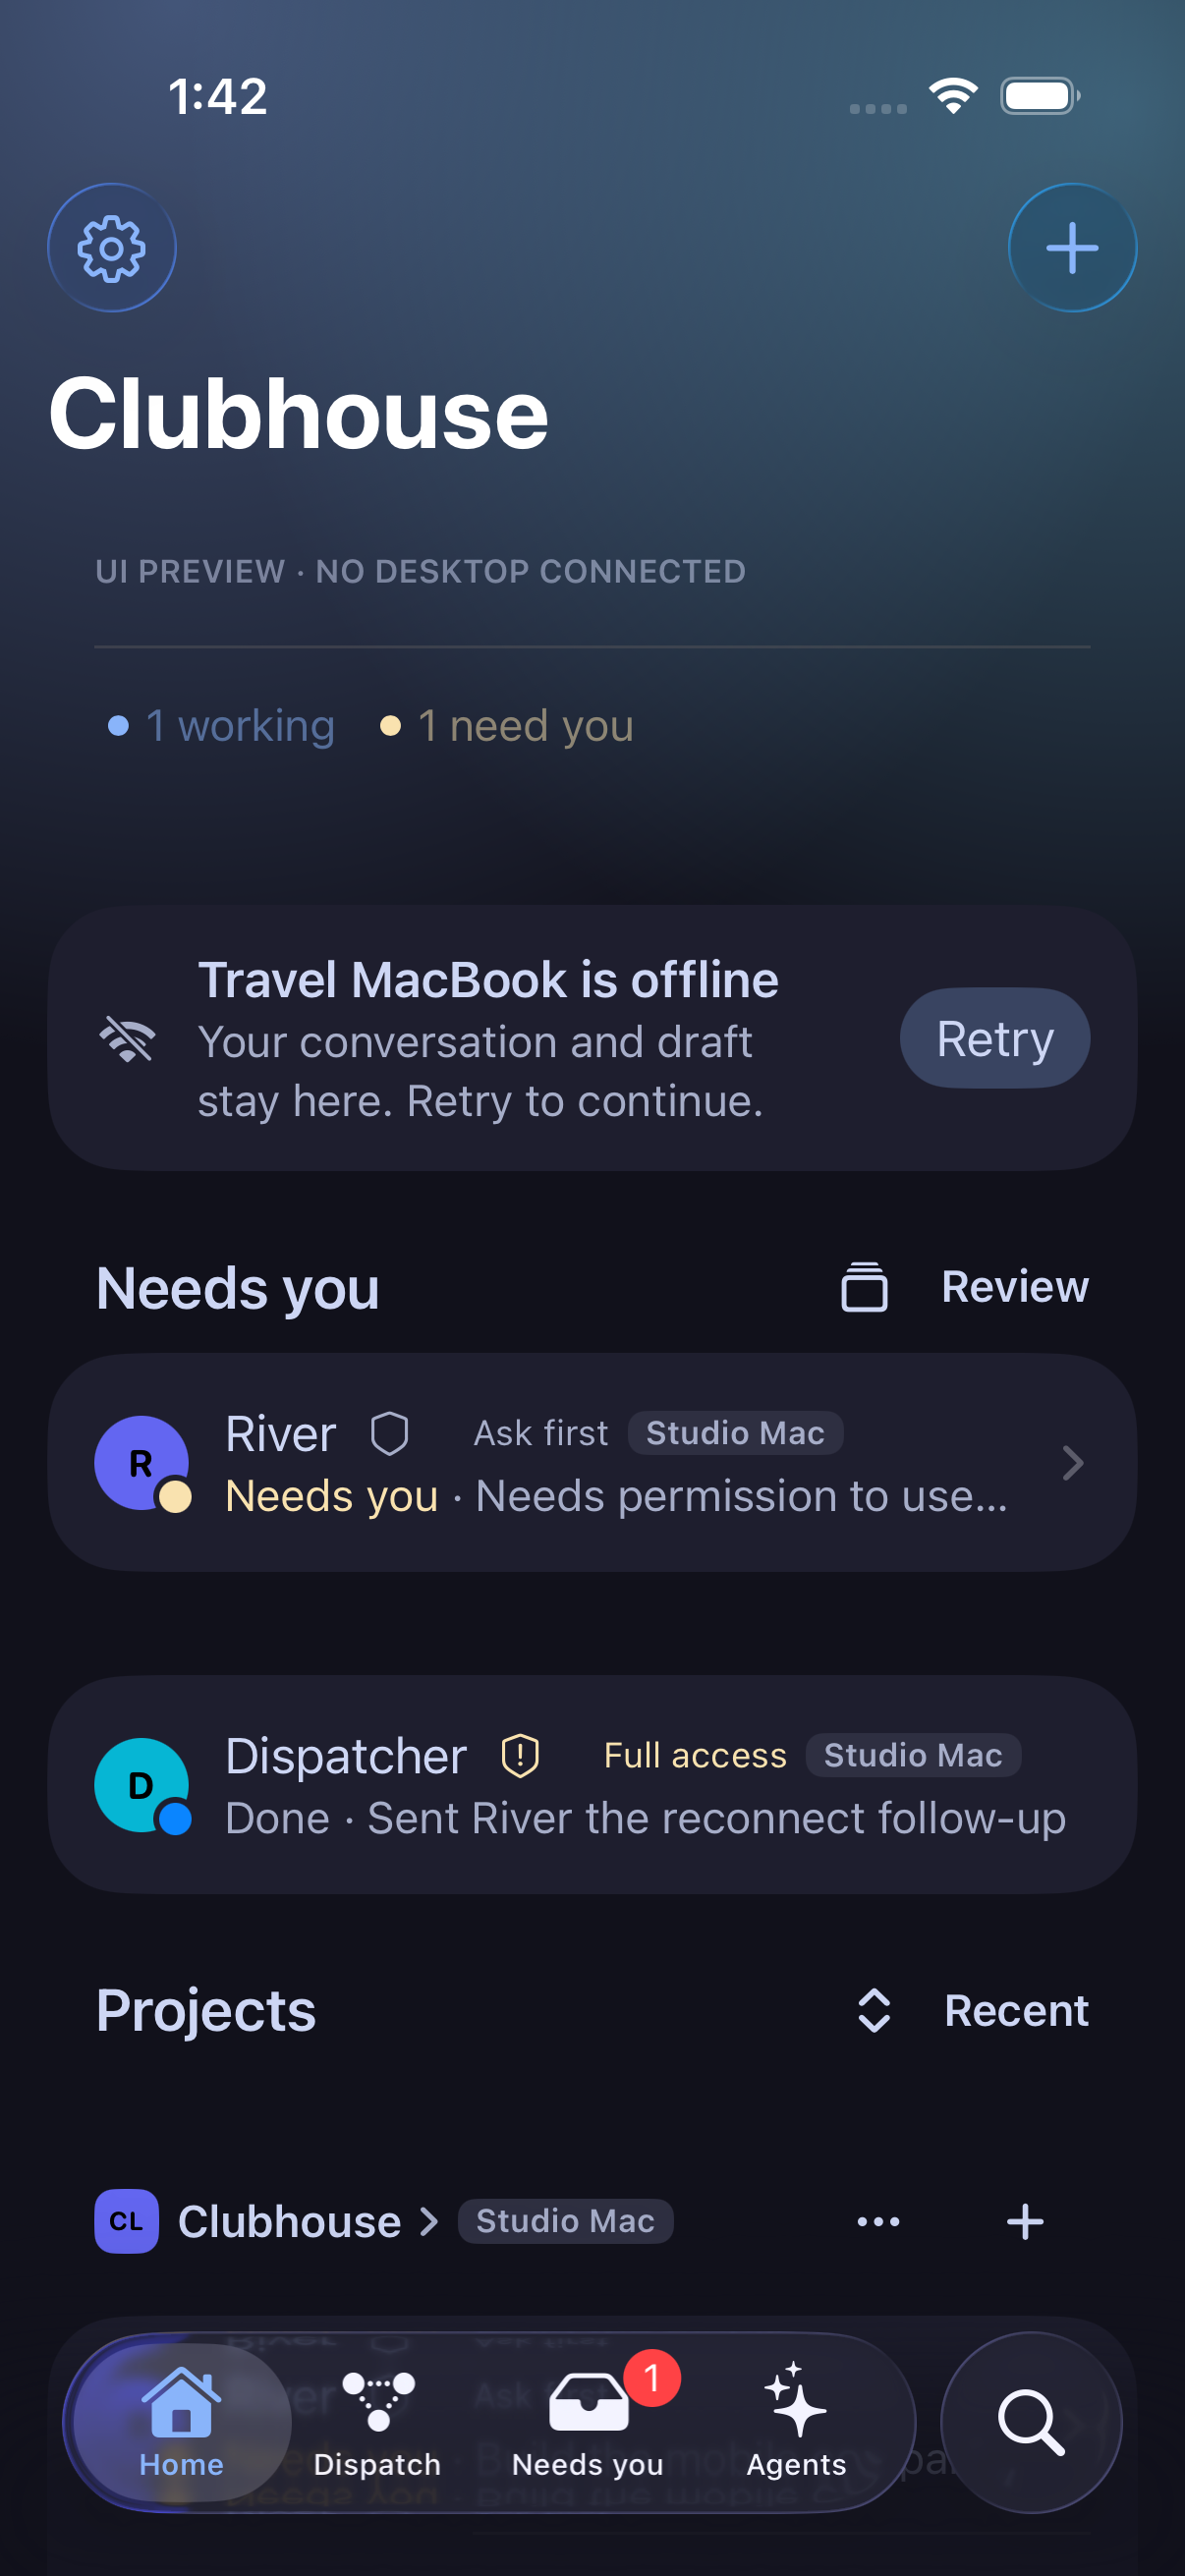 1:42
Clubhouse
UI PREVIEW · NO DESKTOP CONNECTED
1 working 1 need you
Travel MacBook is offline
Your conversation and draft
stay here. Retry to continue.
Retry
Needs you
Review
R
River Ask first Studio Mac
Needs you · Needs permission to use...
D
Dispatcher Full access Studio Mac
Done · Sent River the reconnect follow-up
Projects
Recent
CL Clubhouse Studio Mac
1
Home Dispatch Needs you Agents